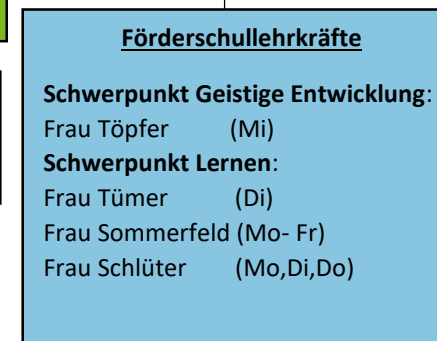 Förderschullehrkräfte
Schwerpunkt Geistige Entwicklung:
Frau Töpfer (Mi)
Schwerpunkt Lernen:
Frau Tümer (Di)
Frau Sommerfeld (Mo- Fr)
Frau Schlüter (Mo,Di,Do)